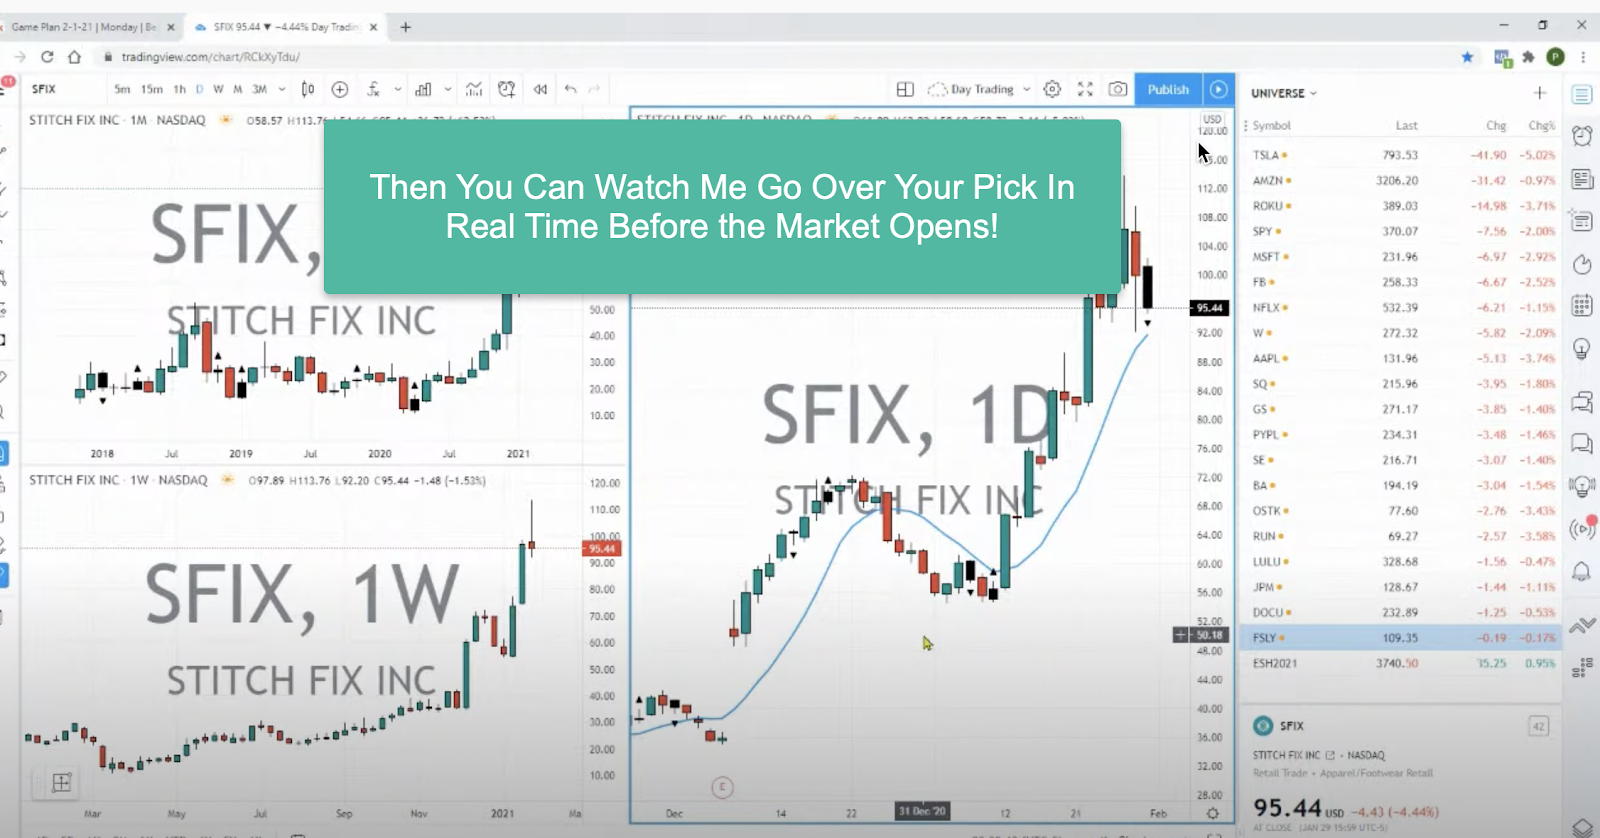 Game Plan 2-1-21 | Monday | Be
SFIX 95.44 ▼ −4.44% Day Tradin
tradingview.com/chart/RCkXyTdu/
P
11
SFIX
5m 15m 1h D W M 3M
Day Trading
Publish
UNIVERSE
STITCH FIX INC · 1M · NASDAQ
O58.57 H113.76
STITCH FIX INC · 1D · NASDAQ
USD
Then You Can Watch Me Go Over Your Pick In
Real Time Before the Market Opens!
SFIX,
STITCH FIX INC
50.00
40.00
30.00
20.00
10.00
2018 Jul 2019 Jul 2020 Jul 2021
STITCH FIX INC · 1W · NASDAQ
O97.89 H113.76 L92.20 C95.44 −1.48 (−1.53%)
SFIX, 1W
STITCH FIX INC
120.00
110.00
100.00
95.44
90.00
80.00
70.00
60.00
50.00
40.00
30.00
20.00
10.00
Mar May Jul Sep Nov 2021 Ma
SFIX, 1D
STITCH FIX INC
120.00
112.00
108.00
104.00
100.00
95.44
92.00
88.00
84.00
80.00
76.00
72.00
68.00
64.00
60.00
56.00
52.00
50.18
48.00
44.00
40.00
36.00
32.00
28.00
E
Dec 14 22 31 Dec '20 12 21 Feb
Symbol Last Chg Chg%
TSLA 793.53 −41.90 −5.02%
AMZN 3206.20 −31.42 −0.97%
ROKU 389.03 −14.98 −3.71%
SPY 370.07 −7.56 −2.00%
MSFT 231.96 −6.97 −2.92%
FB 258.33 −6.67 −2.52%
NFLX 532.39 −6.21 −1.15%
W 272.32 −5.82 −2.09%
AAPL 131.96 −5.13 −3.74%
SQ 215.96 −3.95 −1.80%
GS 271.17 −3.85 −1.40%
PYPL 234.31 −3.48 −1.46%
SE 216.71 −3.07 −1.40%
BA 194.19 −3.04 −1.54%
OSTK 77.60 −2.76 −3.43%
RUN 69.27 −2.57 −3.58%
LULU 328.68 −1.56 −0.47%
JPM 128.67 −1.44 −1.11%
DOCU 232.89 −1.25 −0.53%
FSLY 109.35 −0.19 −0.17%
ESH2021 3740.50 35.25 0.95%
SFIX
42
STITCH FIX INC · NASDAQ
Retail Trade · Apparel/Footwear Retail
95.44 USD −4.43 (−4.44%)
AT CLOSE (JAN 29 15:59 UTC-5)